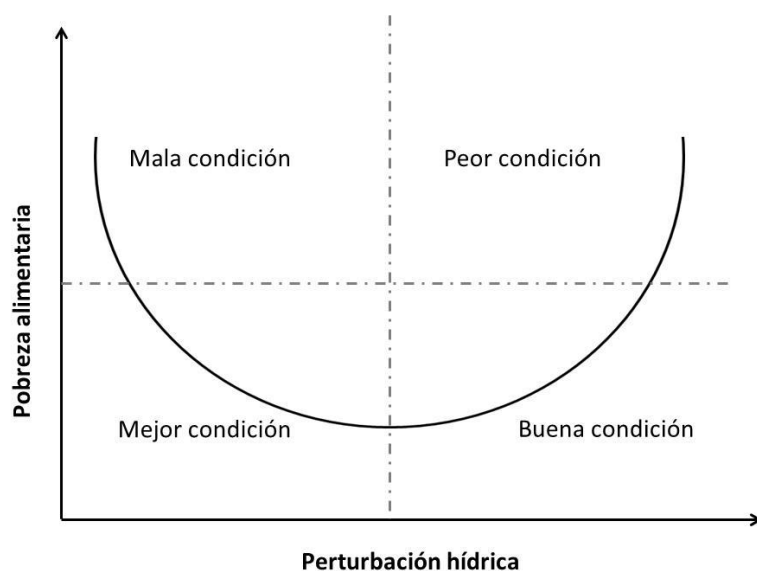 Mala condición
Peor condición
Pobreza alimentaria
Mejor condición
Buena condición
Perturbación hídrica